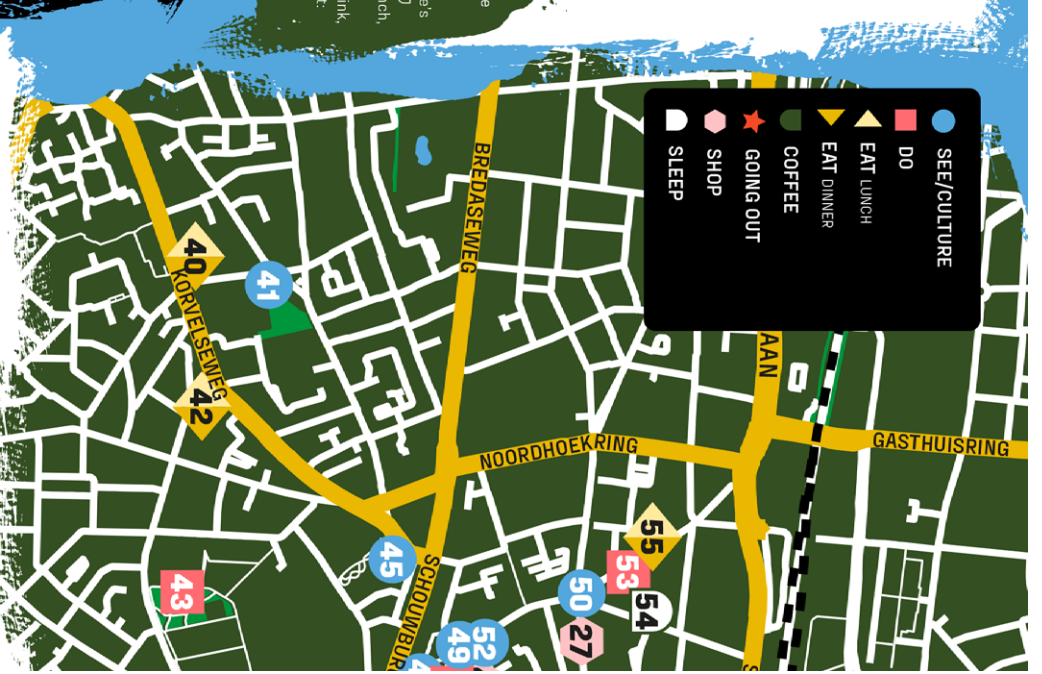 SEE/CULTURE
DO
EAT LUNCH
EAT DINNER
COFFEE
GOING OUT
SHOP
SLEEP
BREDASEWEG
KORVELSEWEG
NOORDHOEKRING
GASTHUISRING
AAN
SCHOUWBUR
40
41
42
43
45
49
52
50
27
53
54
55